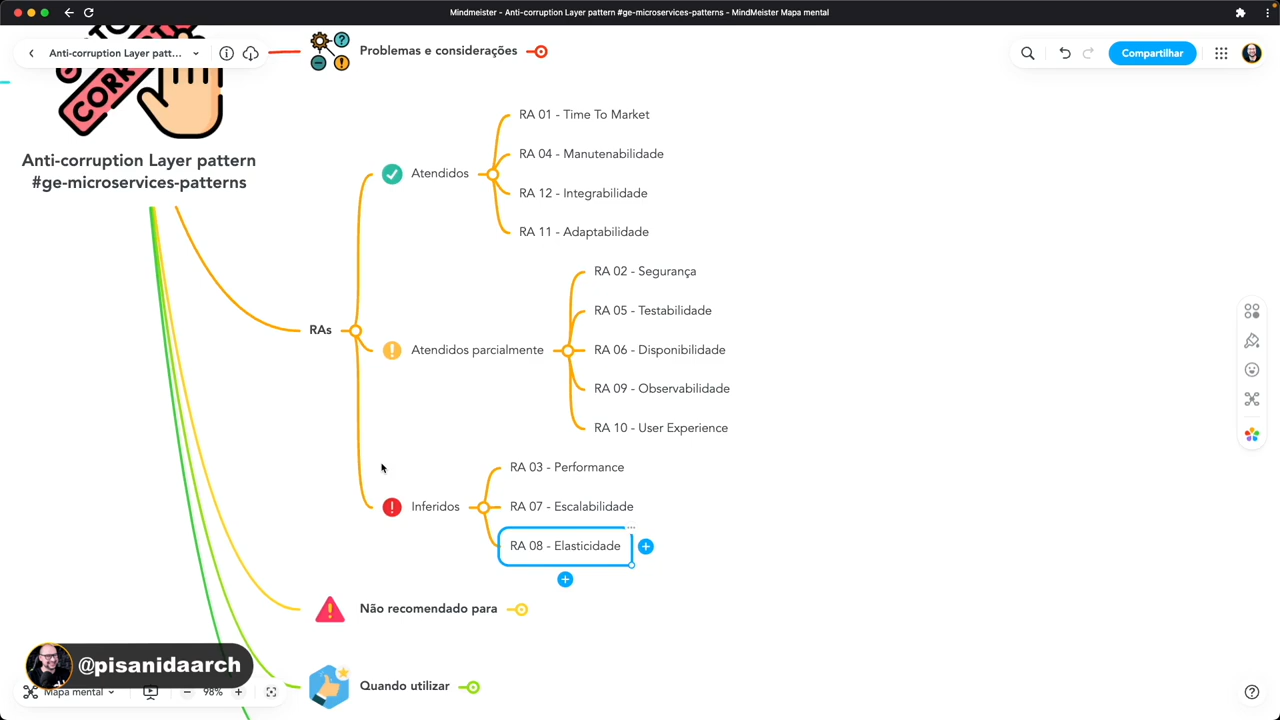 Mindmeister - Anti-corruption Layer pattern #ge-microservices-patterns - MindMeister Mapa mental
Anti-corruption Layer patt...
Problemas e considerações
Compartilhar
CORR
Anti-corruption Layer pattern
#ge-microservices-patterns
RAs
Atendidos
RA 01 - Time To Market
RA 04 - Manutenabilidade
RA 12 - Integrabilidade
RA 11 - Adaptabilidade
Atendidos parcialmente
RA 02 - Segurança
RA 05 - Testabilidade
RA 06 - Disponibilidade
RA 09 - Observabilidade
RA 10 - User Experience
Inferidos
RA 03 - Performance
RA 07 - Escalabilidade
RA 08 - Elasticidade
Não recomendado para
Quando utilizar
@pisanidaarch
Mapa mental
98%